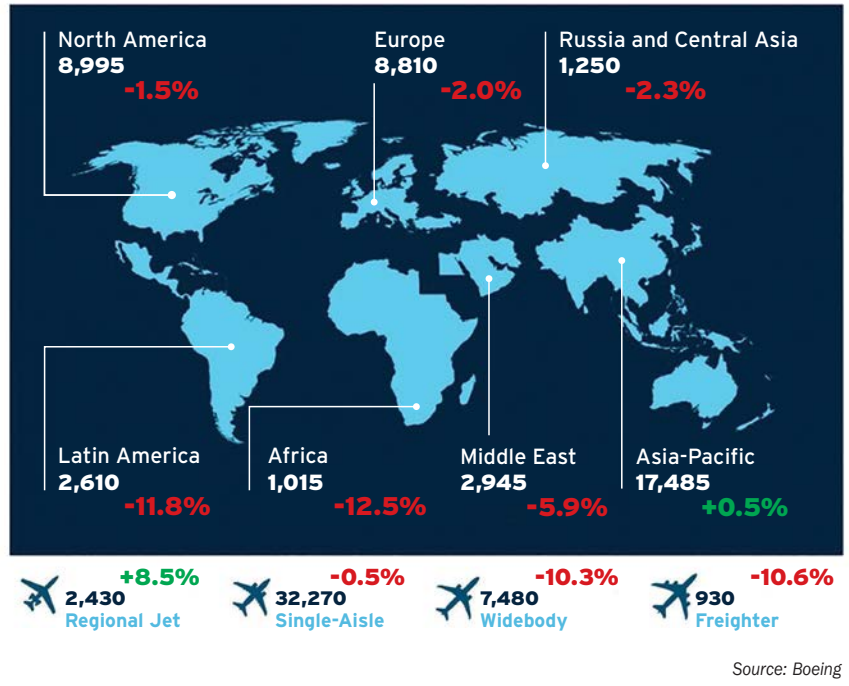 North America
8,995
-1.5%
Europe
8,810
-2.0%
Russia and Central Asia
1,250
-2.3%
Latin America
2,610
-11.8%
Africa
1,015
-12.5%
Middle East
2,945
-5.9%
Asia-Pacific
17,485
+0.5%
+8.5%
2,430
Regional Jet
-0.5%
32,270
Single-Aisle
-10.3%
7,480
Widebody
-10.6%
930
Freighter
Source: Boeing